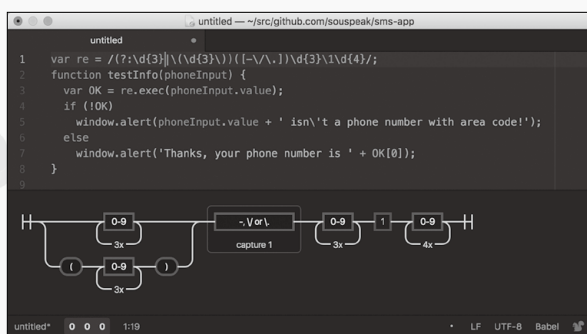 untitled — ~/src/github.com/souspeak/sms-app
untitled
1 var re = /(?:\d{3}|\(\d{3}\))([-\/\.])\d{3}\1\d{4}/;
2 function testInfo(phoneInput) {
3 var OK = re.exec(phoneInput.value);
4 if (!OK)
5 window.alert(phoneInput.value + ' isn\'t a phone number with area code!');
6 else
7 window.alert('Thanks, your phone number is ' + OK[0]);
8 }
9
0-9 -, \/ or \. 0-9 1 0-9
3x capture 1 3x 4x
( 0-9 )
3x
untitled* 0 0 0 1:19 LF UTF-8 Babel